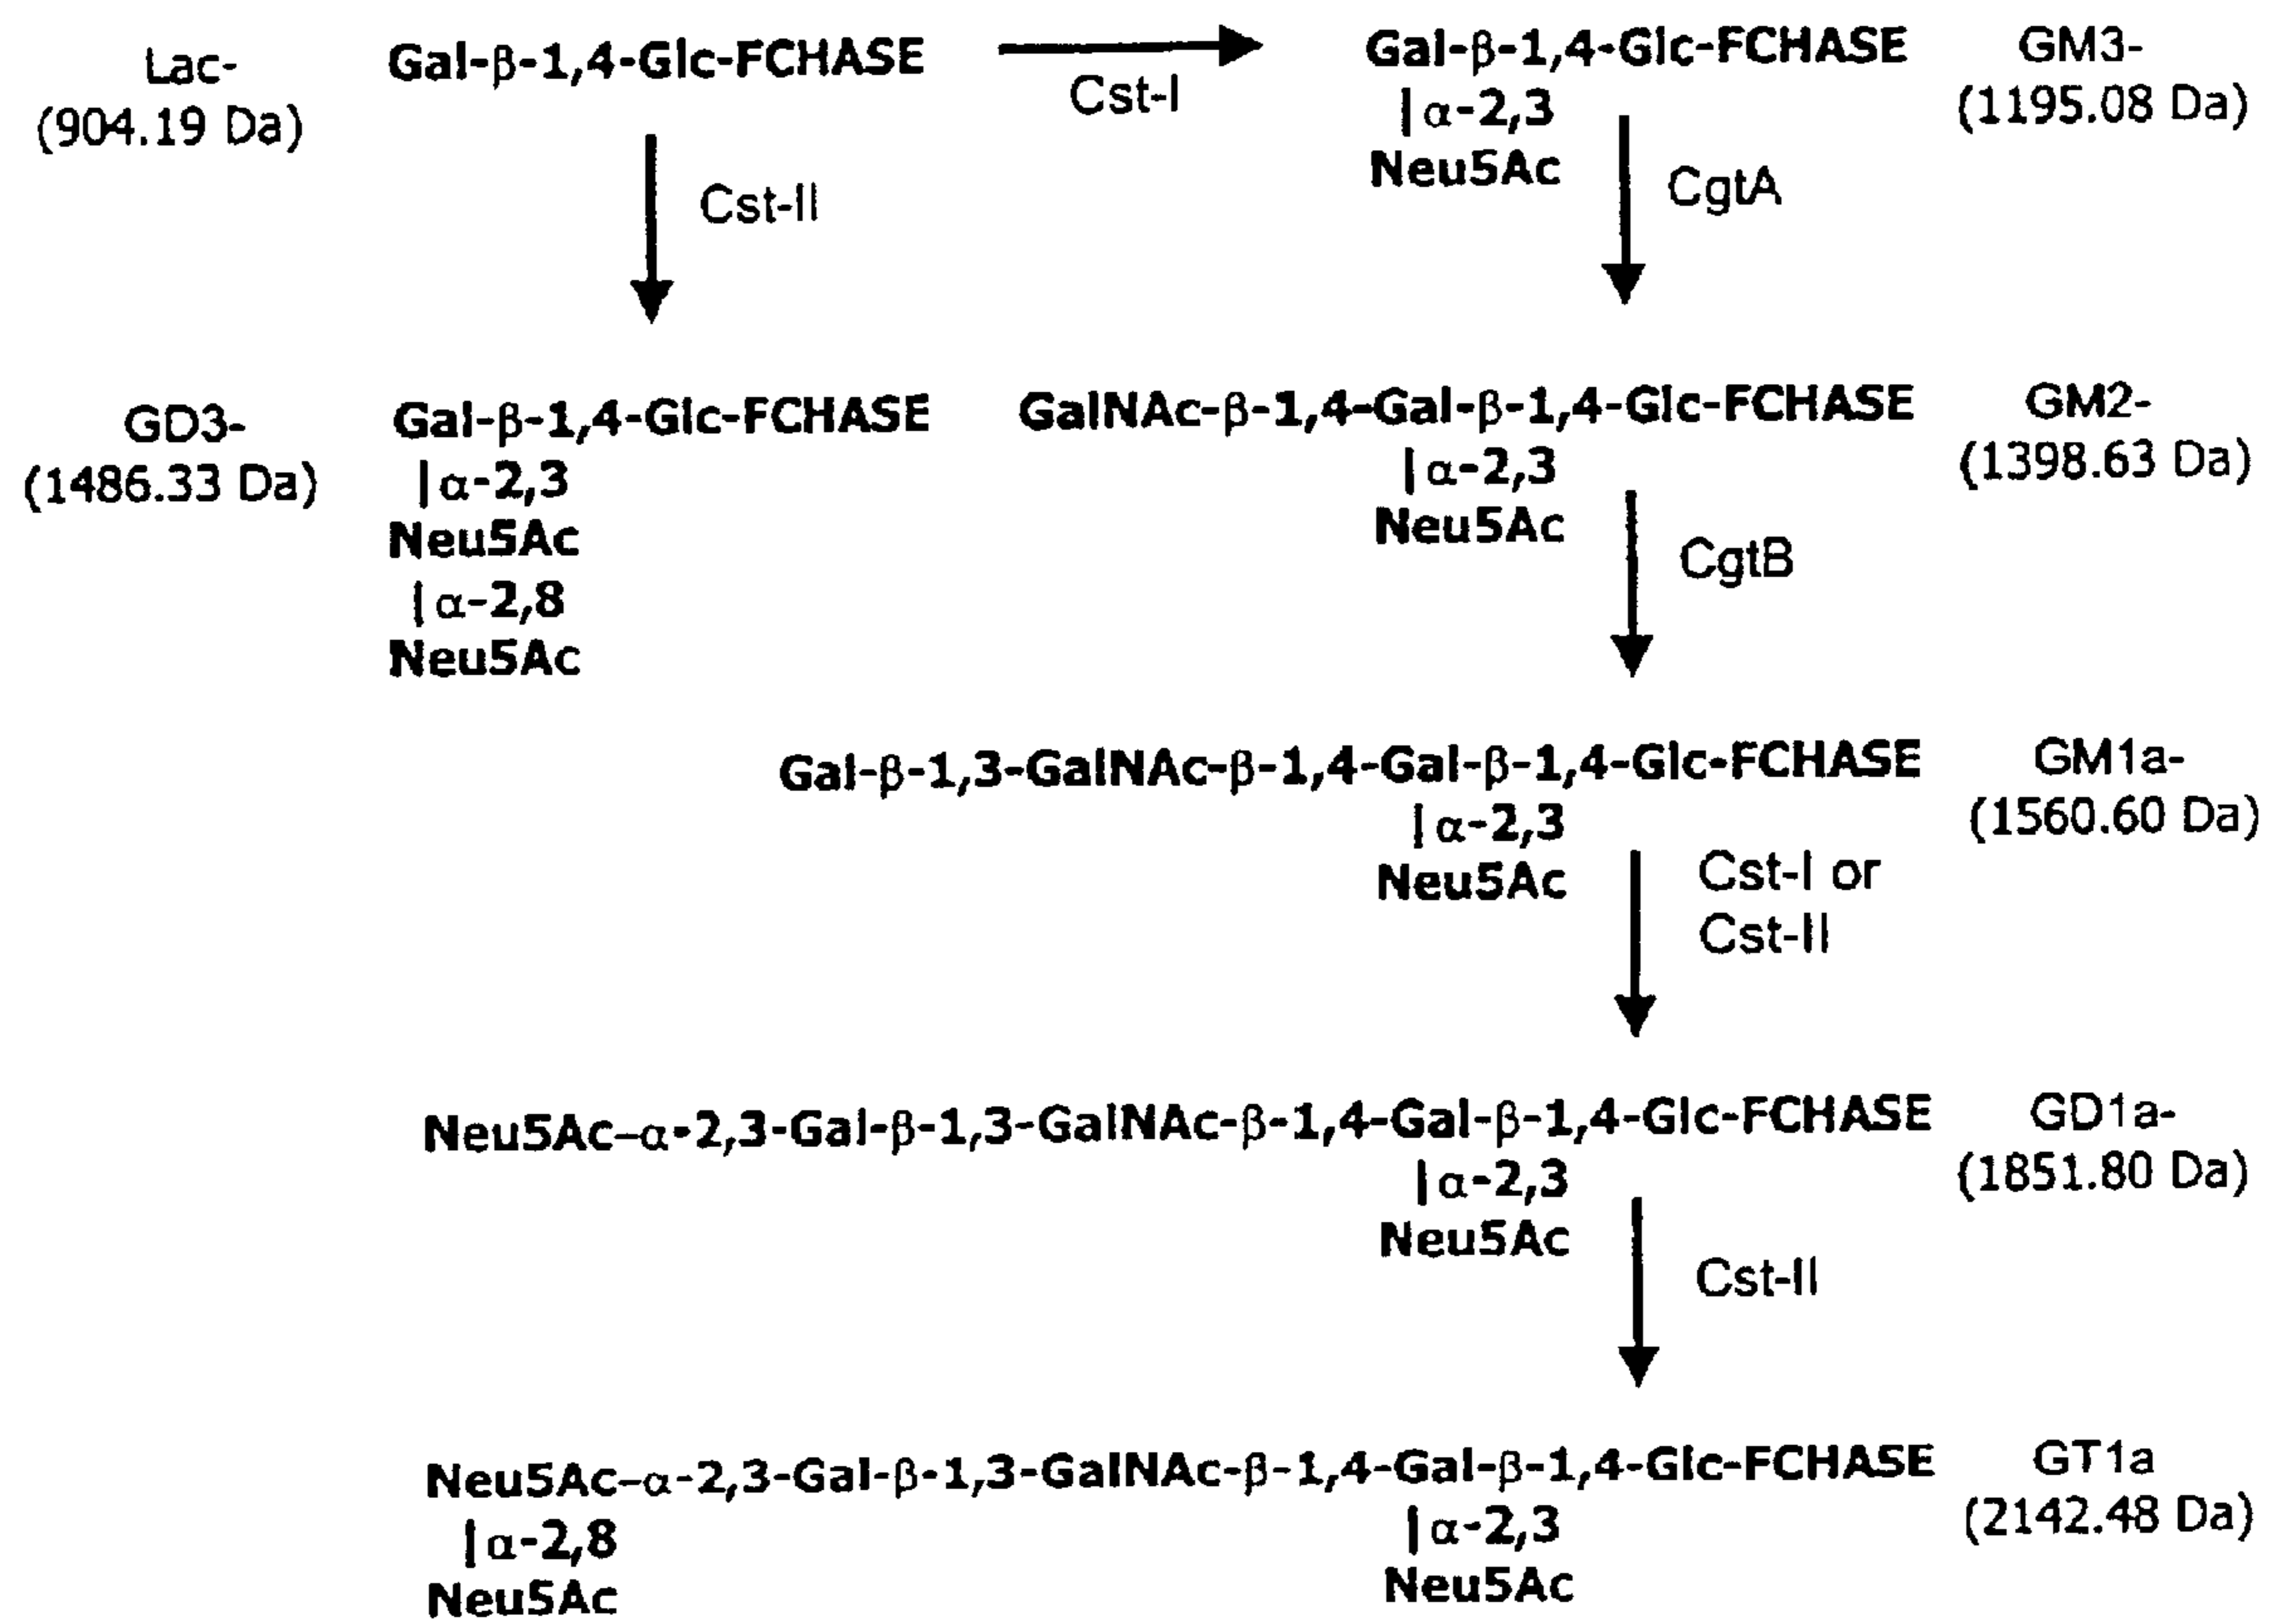 Lac-
(904.19 Da)
Gal-β-1,4-Glc-FCHASE
Cst-I
Gal-β-1,4-Glc-FCHASE
|α-2,3
Neu5Ac
GM3-
(1195.08 Da)
Cst-II
CgtA
GD3-
(1486.33 Da)
Gal-β-1,4-Glc-FCHASE
|α-2,3
Neu5Ac
|α-2,8
Neu5Ac
GalNAc-β-1,4-Gal-β-1,4-Glc-FCHASE
|α-2,3
Neu5Ac
GM2-
(1398.63 Da)
CgtB
Gal-β-1,3-GalNAc-β-1,4-Gal-β-1,4-Glc-FCHASE
|α-2,3
Neu5Ac
GM1a-
(1560.60 Da)
Cst-I or
Cst-II
Neu5Ac-α-2,3-Gal-β-1,3-GalNAc-β-1,4-Gal-β-1,4-Glc-FCHASE
|α-2,3
Neu5Ac
GD1a-
(1851.80 Da)
Cst-II
Neu5Ac-α-2,3-Gal-β-1,3-GalNAc-β-1,4-Gal-β-1,4-Glc-FCHASE
|α-2,8
Neu5Ac
|α-2,3
Neu5Ac
GT1a
(2142.48 Da)